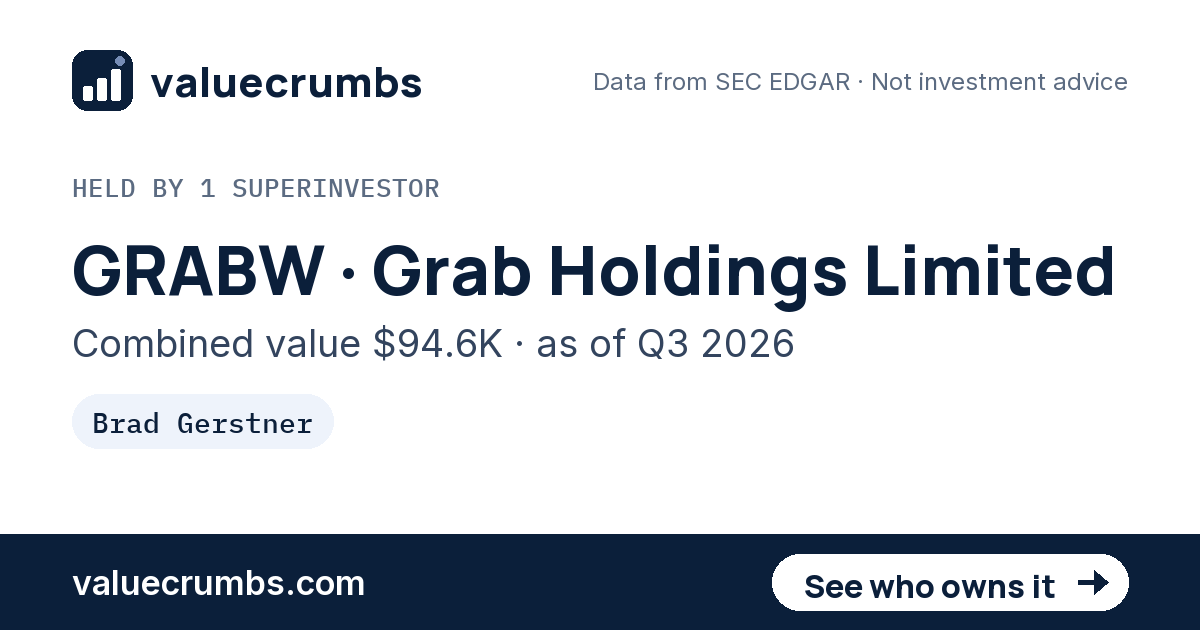 valuecrumbs
Data from SEC EDGAR · Not investment advice
HELD BY 1 SUPERINVESTOR
GRABW · Grab Holdings Limited
Combined value $94.6K · as of Q3 2026
Brad Gerstner
valuecrumbs.com
See who owns it →